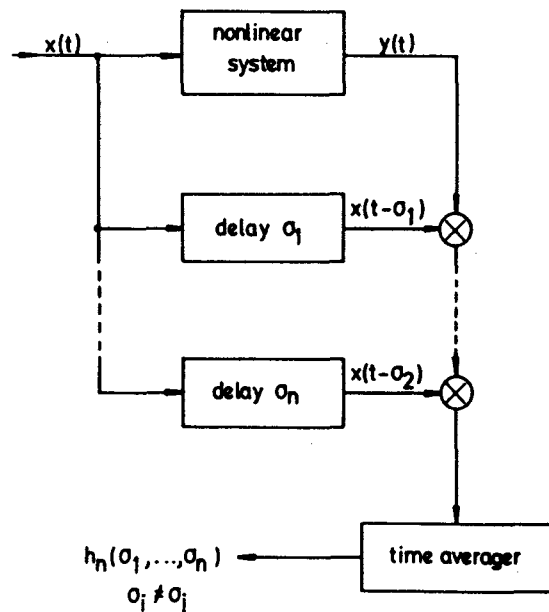 x(t)
nonlinear
system
y(t)
delay σ1
x(t-σ1)
delay σn
x(t-σ2)
time averager
hn(σ1,...,σn)
σi ≠ σj